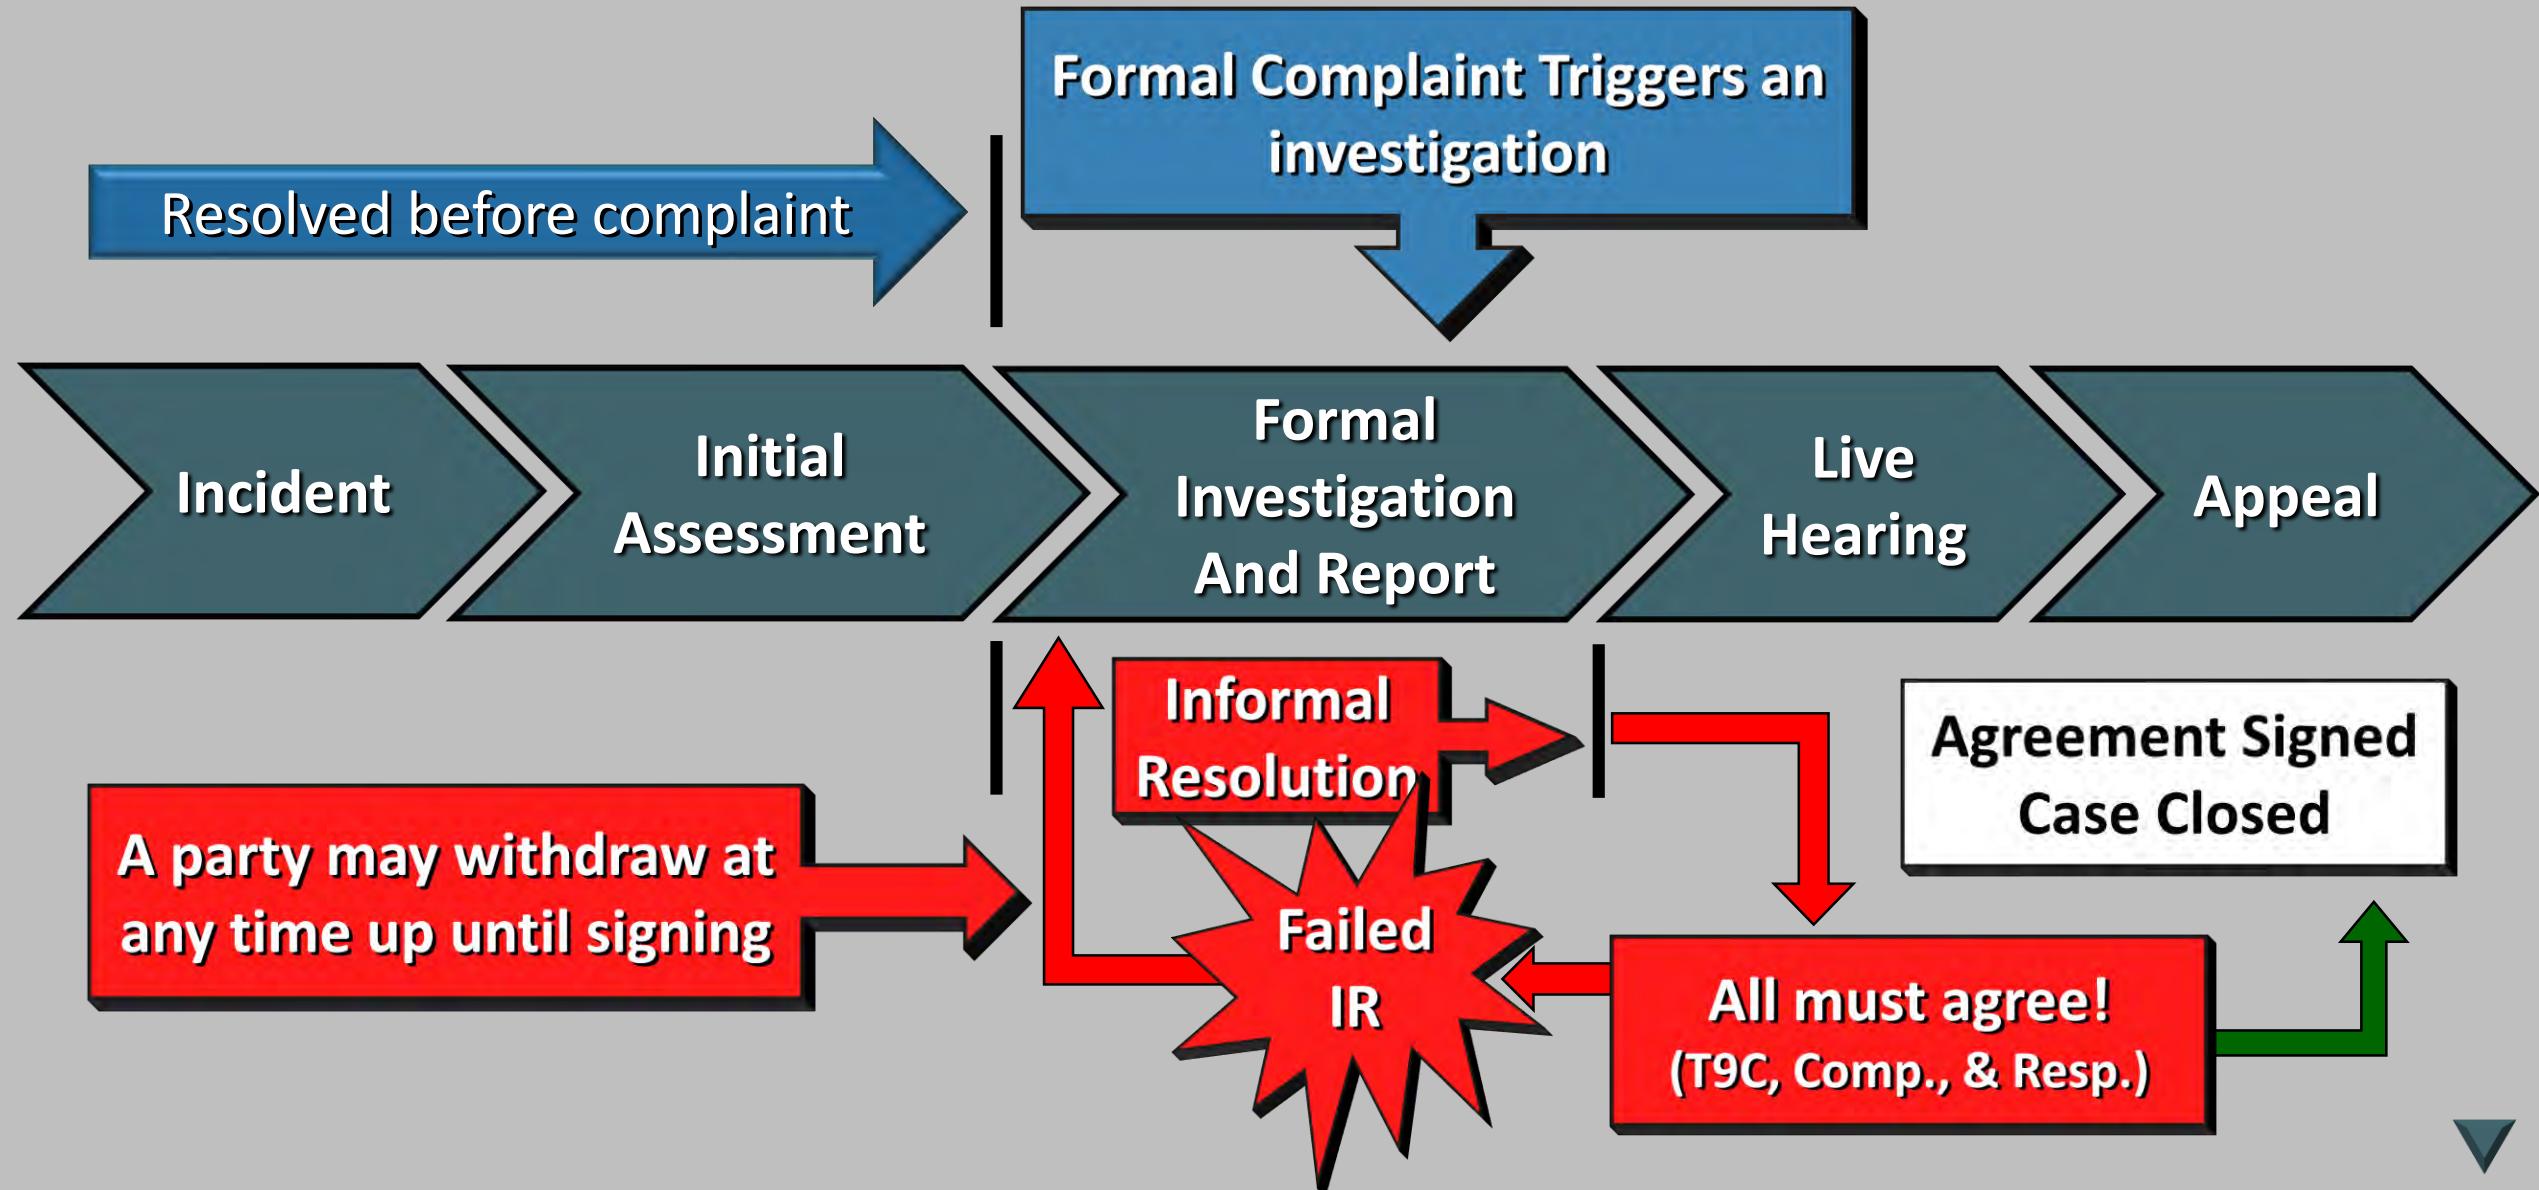 Formal Complaint Triggers an
investigation
Resolved before complaint
Incident
Initial
Assessment
Formal
Investigation
And Report
Live
Hearing
Appeal
Informal
Resolution
Agreement Signed
Case Closed
A party may withdraw at
any time up until signing
Failed
IR
All must agree!
(T9C, Comp., & Resp.)